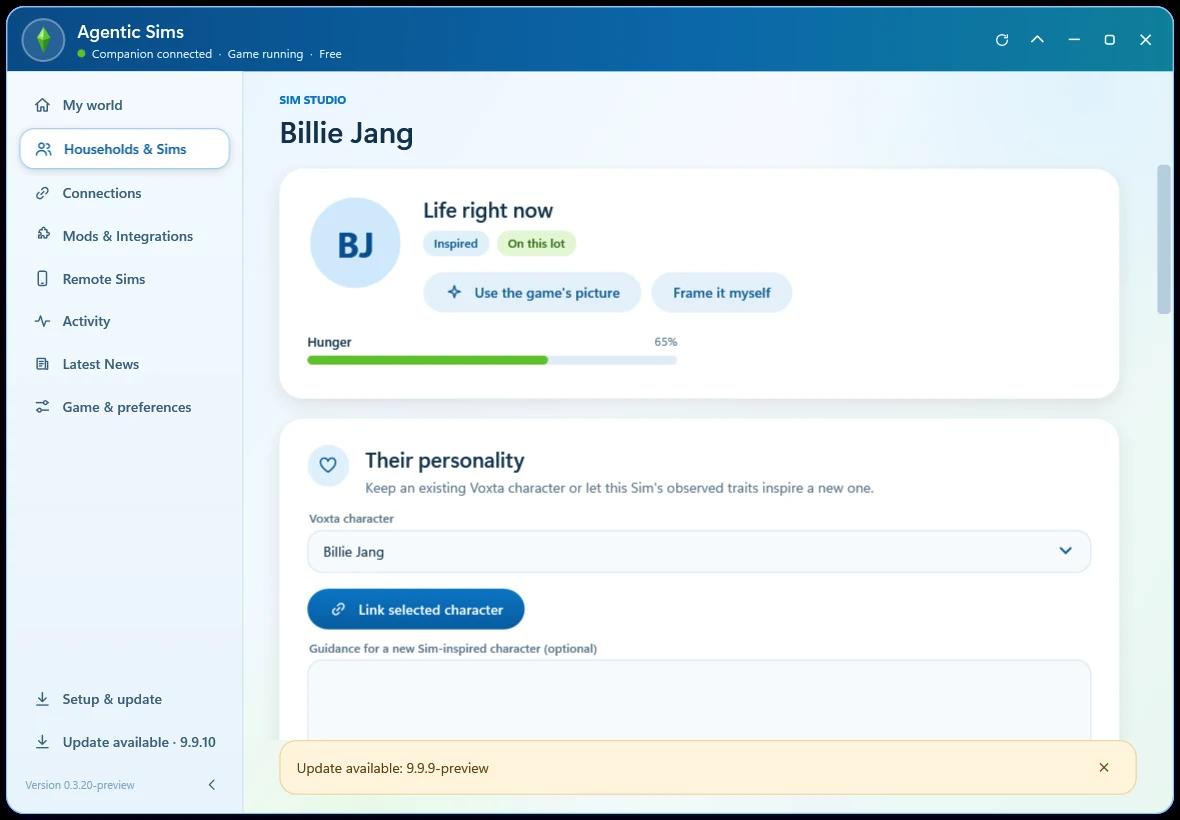 Agentic Sims
Companion connected · Game running · Free
My world
Households & Sims
Connections
Mods & Integrations
Remote Sims
Activity
Latest News
Game & preferences
Setup & update
Update available · 9.9.10
Version 0.3.20-preview
SIM STUDIO
Billie Jang
BJ
Life right now
Inspired
On this lot
Use the game's picture
Frame it myself
Hunger
65%
Their personality
Keep an existing Voxta character or let this Sim's observed traits inspire a new one.
Voxta character
Billie Jang
Link selected character
Guidance for a new Sim-inspired character (optional)
Update available: 9.9.9-preview